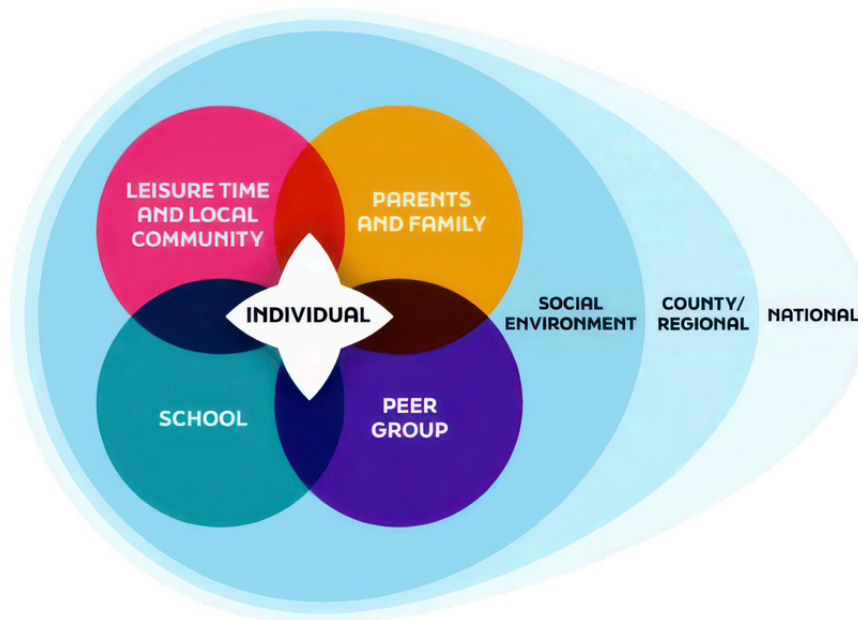 LEISURE TIME
AND LOCAL
COMMUNITY
PARENTS
AND FAMILY
INDIVIDUAL
SOCIAL
ENVIRONMENT
COUNTY/
REGIONAL
NATIONAL
SCHOOL
PEER
GROUP